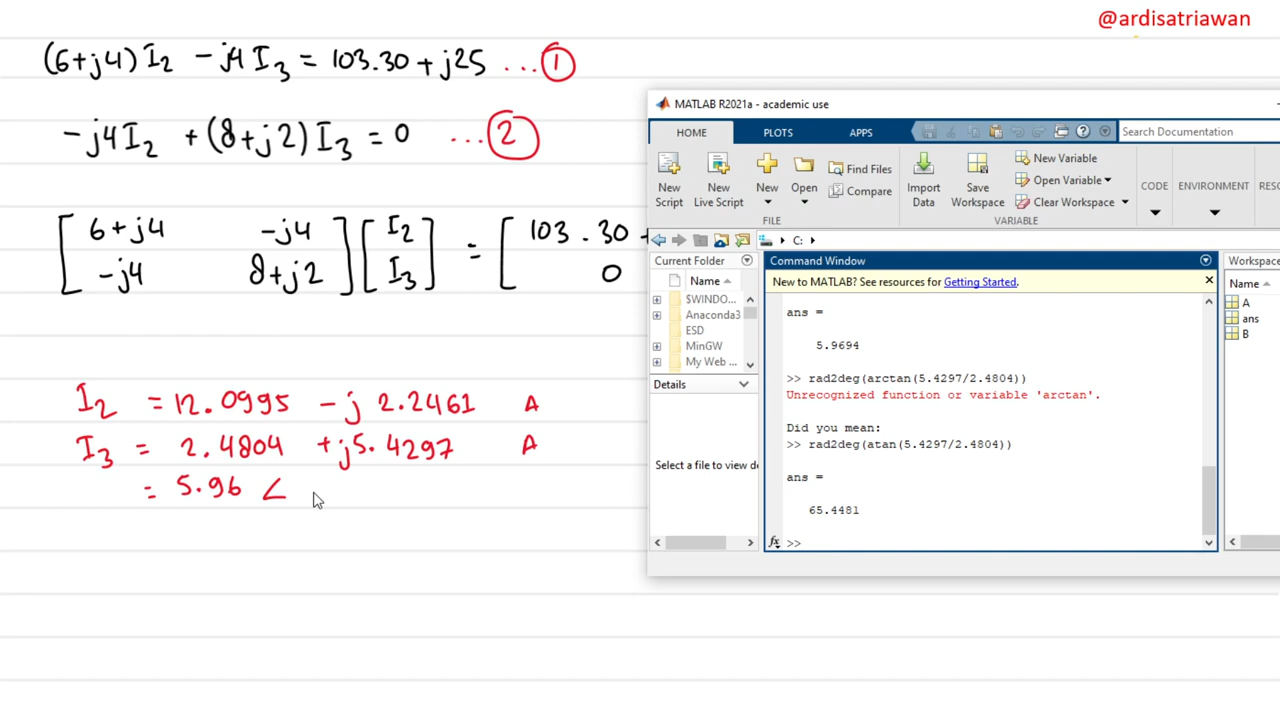 @ardisatriawan
(6+j4)I2 - j4I3 = 103.30 + j25 ...①
-j4I2 + (8+j2)I3 = 0 ...②
[6+j4 -j4] [I2] = [103.30 +
[-j4 8+j2] [I3] [0
I2 = 12.0995 - j 2.2461 A
I3 = 2.4804 + j5.4297 A
= 5.96 ∠
MATLAB R2021a - academic use
HOME PLOTS APPS
Search Documentation
New Script
New Live Script
New
Open
Find Files
Compare
FILE
Import Data
Save Workspace
New Variable
Open Variable
Clear Workspace
VARIABLE
CODE
ENVIRONMENT
RESO
C:
Current Folder
Name
$WINDO...
Anaconda3
ESD
MinGW
My Web ...
Details
Select a file to view de
Command Window
New to MATLAB? See resources for Getting Started.
ans =
5.9694
>> rad2deg(arctan(5.4297/2.4804))
Unrecognized function or variable 'arctan'.
Did you mean:
>> rad2deg(atan(5.4297/2.4804))
ans =
65.4481
fx >>
Workspace
Name
A
ans
B